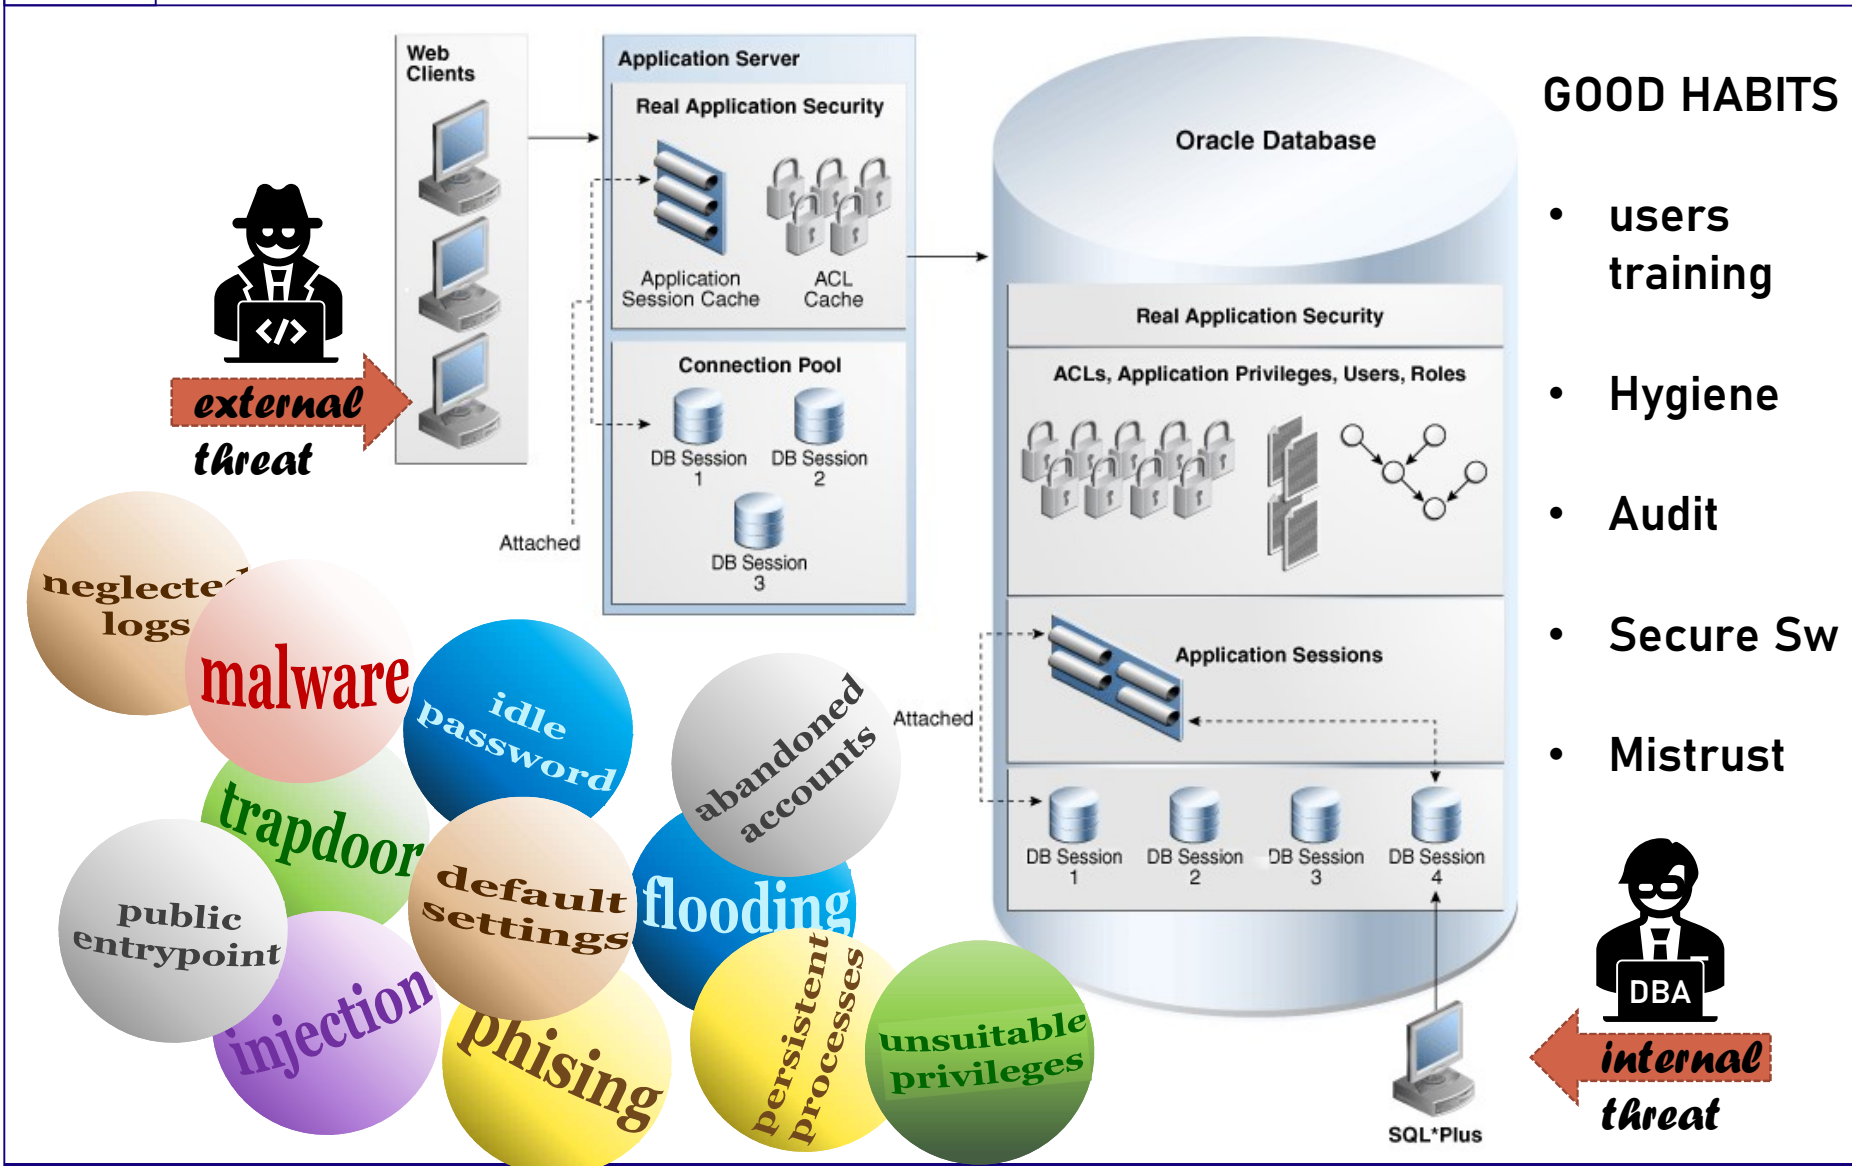 Web
Clients
Application Server
Real Application Security
Application
Session Cache
ACL
Cache
Connection Pool
DB Session
1
DB Session
2
DB Session
3
Attached
Oracle Database
Real Application Security
ACLs, Application Privileges, Users, Roles
Application Sessions
Attached
DB Session
1
DB Session
2
DB Session
3
DB Session
4
SQL*Plus
GOOD HABITS
• users
training
• Hygiene
• Audit
• Secure Sw
• Mistrust
</>
external
threat
DBA
internal
threat
neglected
logs
malware
idle
password
abandoned
accounts
trapdoor
default
settings
flooding
public
entrypoint
injection
phising
persistent
processes
unsuitable
privileges